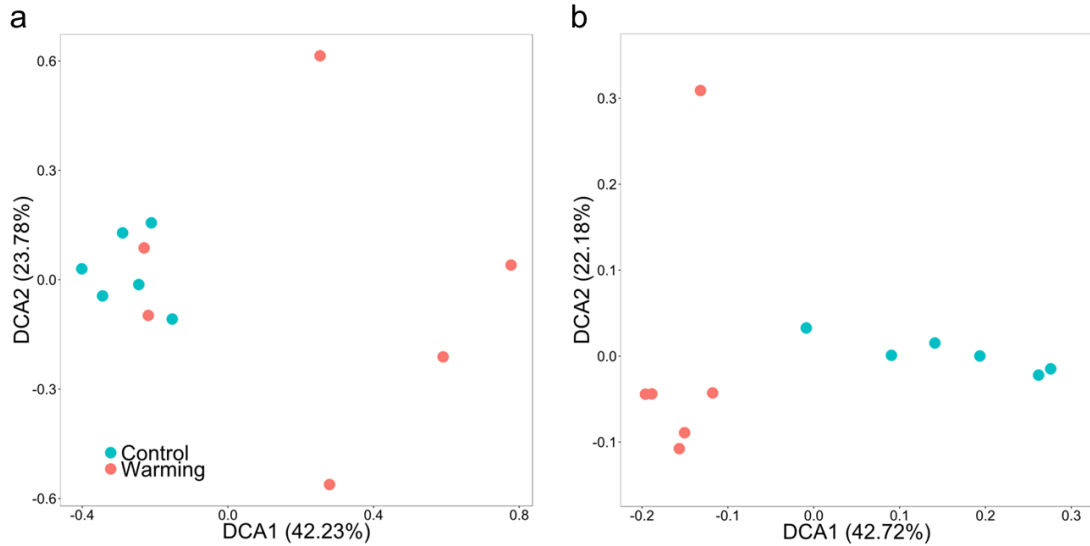 a
0.6
0.3
0.0
-0.3
-0.6
DCA2 (23.78%)
-0.4
0.0
0.4
0.8
DCA1 (42.23%)
Control
Warming
b
0.3
0.2
0.1
0.0
-0.1
DCA2 (22.18%)
-0.2
-0.1
0.0
0.1
0.2
0.3
DCA1 (42.72%)